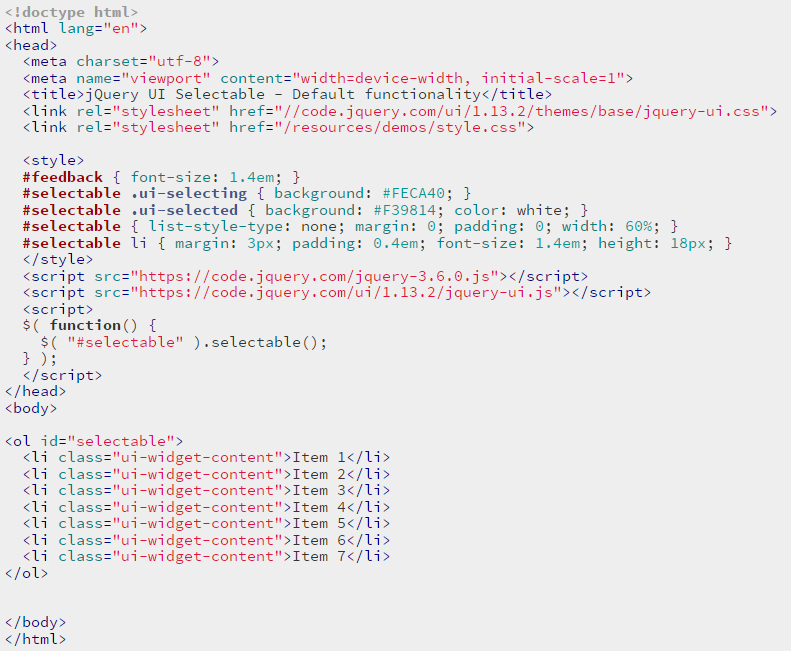 <!doctype html>
<html lang="en">
<head>
  <meta charset="utf-8">
  <meta name="viewport" content="width=device-width, initial-scale=1">
  <title>jQuery UI Selectable - Default functionality</title>
  <link rel="stylesheet" href="//code.jquery.com/ui/1.13.2/themes/base/jquery-ui.css">
  <link rel="stylesheet" href="/resources/demos/style.css">

  <style>
  #feedback { font-size: 1.4em; }
  #selectable .ui-selecting { background: #FECA40; }
  #selectable .ui-selected { background: #F39814; color: white; }
  #selectable { list-style-type: none; margin: 0; padding: 0; width: 60%; }
  #selectable li { margin: 3px; padding: 0.4em; font-size: 1.4em; height: 18px; }
  </style>
  <script src="https://code.jquery.com/jquery-3.6.0.js"></script>
  <script src="https://code.jquery.com/ui/1.13.2/jquery-ui.js"></script>
  <script>
  $( function() {
    $( "#selectable" ).selectable();
  } );
  </script>
</head>
<body>

<ol id="selectable">
  <li class="ui-widget-content">Item 1</li>
  <li class="ui-widget-content">Item 2</li>
  <li class="ui-widget-content">Item 3</li>
  <li class="ui-widget-content">Item 4</li>
  <li class="ui-widget-content">Item 5</li>
  <li class="ui-widget-content">Item 6</li>
  <li class="ui-widget-content">Item 7</li>
</ol>


</body>
</html>